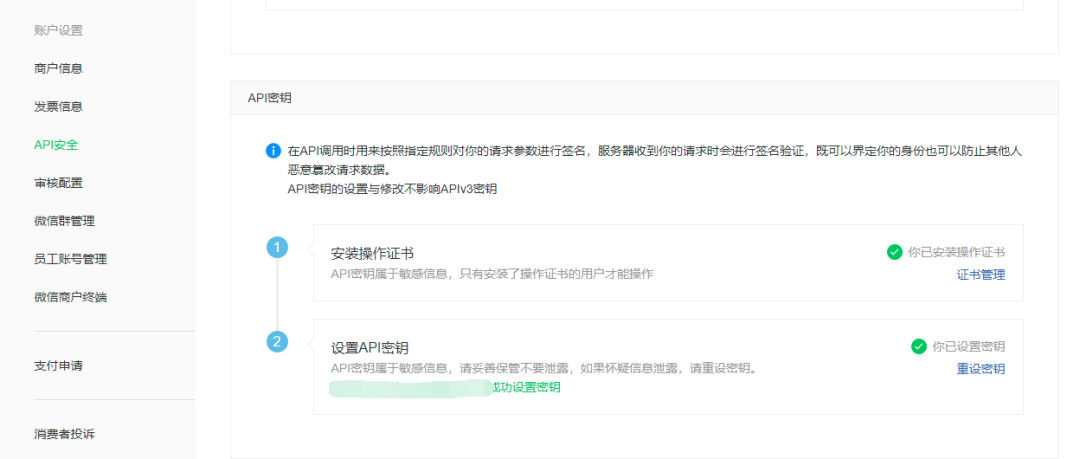 账户设置
商户信息
发票信息
API安全
审核配置
微信群管理
员工账号管理
微信商户终端
支付申请
消费者投诉
API密钥
在API调用时用来按照指定规则对你的请求参数进行签名，服务器收到你的请求时会进行签名验证，既可以界定你的身份也可以防止其他人
恶意篡改请求数据。
API密钥的设置与修改不影响APIv3密钥
1
安装操作证书
你已安装操作证书
API密钥属于敏感信息，只有安装了操作证书的用户才能操作
证书管理
2
设置API密钥
你已设置密钥
API密钥属于敏感信息，请妥善保管不要泄露，如果怀疑信息泄露，请重设密钥。
重设密钥
成功设置密钥